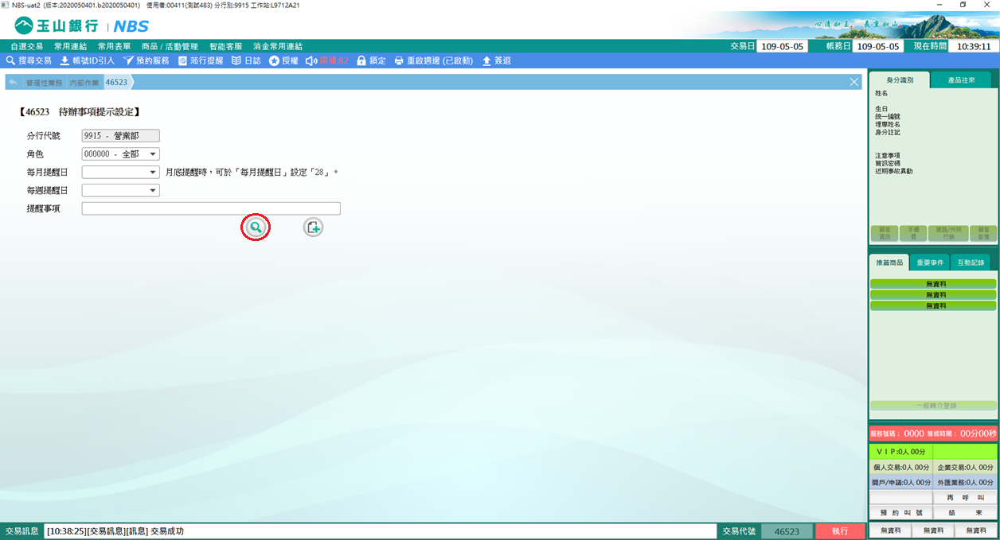 NBS-uat2 (版本:2020050401.b2020050401) 使用者:00411(測試483) 分行別:9915 工作站:L9712A21
玉山銀行 | NBS
心清如玉, 義重如山
自選交易 常用連結 常用表單 商品 / 活動管理 智能客服 消金常用連結
交易日 109-05-05 帳務日 109-05-05 現在時間 10:39:11
搜尋交易 帳號ID引入 預約服務 蒞行提醒 日誌 授權 廣播:82 鎖定 重啟週邊 (已啟動) 簽退
管理性業務 內部作業 46523
【46523 待辦事項提示設定】
分行代號 9915 - 營業部
角色 000000 - 全部
每月提醒日 月底提醒時，可於「每月提醒日」設定「28」。
每週提醒日
提醒事項
身分識別 產品往來
姓名
生日
統一編號
理專姓名
身分註記
注意事項
簡訊密碼
近期事故異動
顧客資訊 手續費 進銷/共同行銷 顧客影像
推薦商品 重要事件 互動記錄
無資料
無資料
無資料
一般轉介登錄
服務號碼： 0000 等候時間： 00分00秒
ＶＩＰ:0人 00分
個人交易:0人 00分 企業交易:0人 00分
開戶/申請:0人 00分 外匯業務:0人 00分
再 呼 叫
預 約 叫 號 結 束
無資料 無資料 無資料
交易訊息 [10:38:25][交易訊息][訊息] 交易成功 交易代號 46523 執行